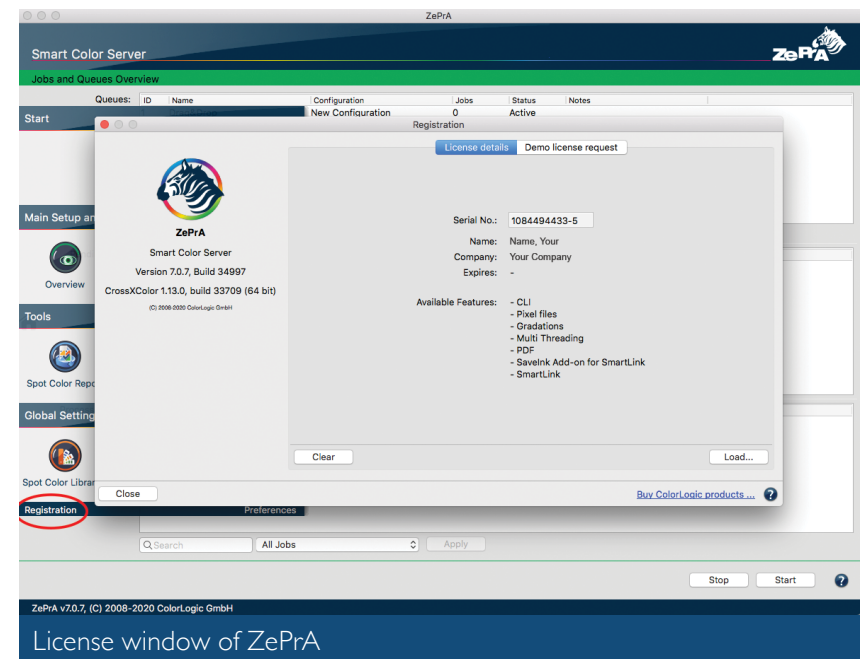 ZePrA
Smart Color Server
ZePrA
Jobs and Queues Overview
Queues: ID Name Configuration Jobs Status Notes
New Configuration 0 Active
Start
Main Setup an
Overview
Tools
Spot Color Repo
Global Setting
Spot Color Librar
Registration Preferences
Registration
License details Demo license request
ZePrA
Smart Color Server
Version 7.0.7, Build 34997
CrossXColor 1.13.0, build 33709 (64 bit)
(C) 2008-2020 ColorLogic GmbH
Serial No.: 1084494433-5
Name: Name, Your
Company: Your Company
Expires: -
Available Features: - CLI
- Pixel files
- Gradations
- Multi Threading
- PDF
- SaveInk Add-on for SmartLink
- SmartLink
Clear Load...
Close Buy ColorLogic products ... ?
Search All Jobs Apply
Stop Start ?
ZePrA v7.0.7, (C) 2008-2020 ColorLogic GmbH
License window of ZePrA